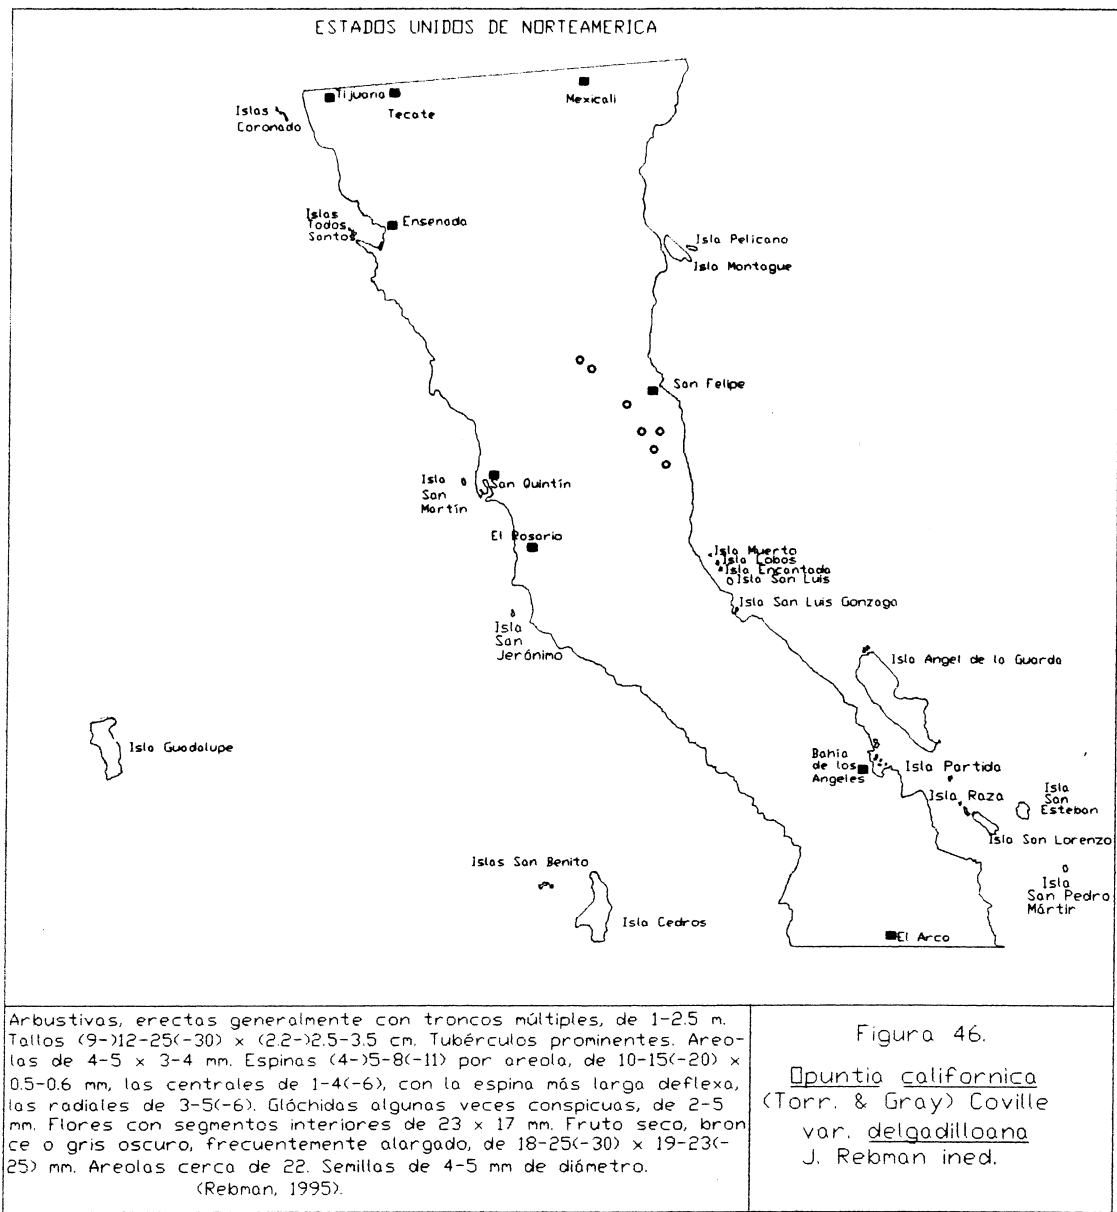 ESTADOS UNIDOS DE NORTEAMERICA
Tijuana
Tecate
Mexicali
Islas
Coronado
Islas
Todos
Santos
Ensenada
Isla Pelicano
Isla Montague
San Felipe
Isla
San
Martín
San Quintín
El Rosario
Isla Muerto
Isla Lobos
Isla Encantada
Isla San Luis
Isla San Luis Gonzaga
Isla
San
Jerónimo
Isla Angel de la Guarda
Isla Guadalupe
Bahía
de los
Angeles
Isla Partida
Isla Raza
Isla
San
Esteban
Isla San Lorenzo
Islas San Benito
Isla Cedros
Isla
San Pedro
Mártir
El Arco
Arbustivas, erectas generalmente con troncos múltiples, de 1-2.5 m.
Tallos (9-)12-25(-30) × (2.2-)2.5-3.5 cm. Tubérculos prominentes. Areo-
las de 4-5 × 3-4 mm. Espinas (4-)5-8(-11) por areola, de 10-15(-20) ×
0.5-0.6 mm, las centrales de 1-4(-6), con la espina más larga deflexa,
las radiales de 3-5(-6). Glóchidas algunas veces conspicuas, de 2-5
mm. Flores con segmentos interiores de 23 × 17 mm. Fruto seco, bron
ce o gris oscuro, frecuentemente alargado, de 18-25(-30) × 19-23(-
25) mm. Areolas cerca de 22. Semillas de 4-5 mm de diámetro.
(Rebman, 1995).
Figura 46.
Opuntia californica
(Torr. & Gray) Coville
var. delgadilloana
J. Rebman ined.